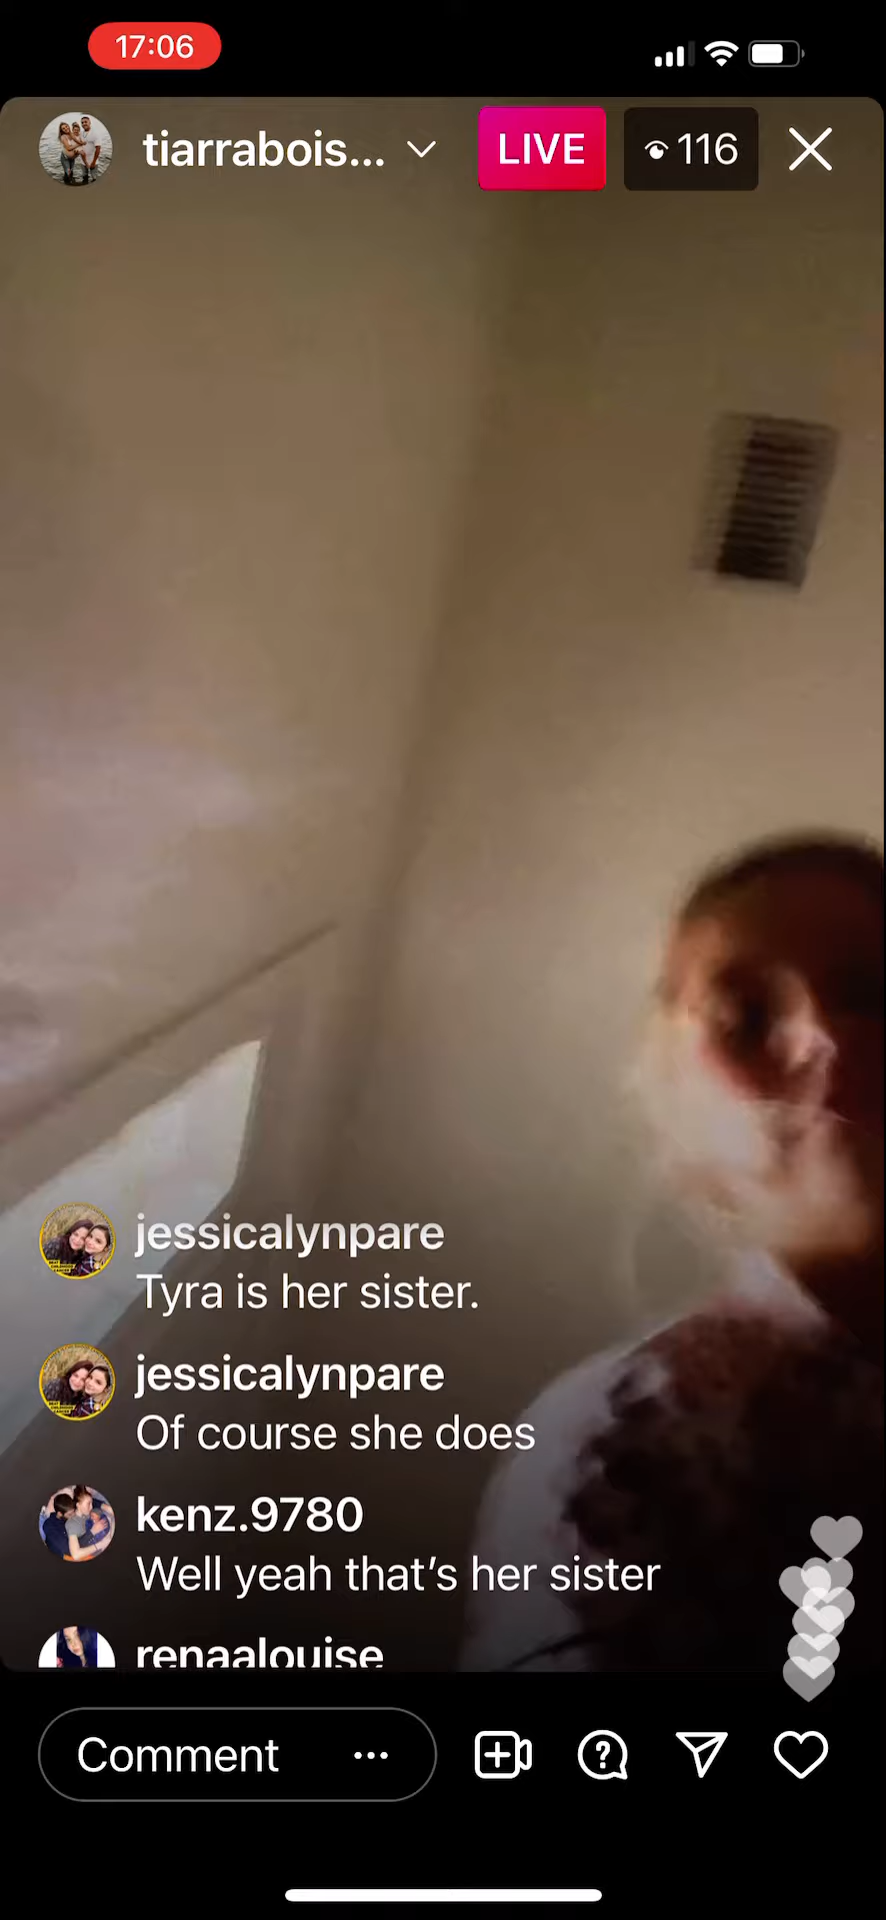 17:06
tiarrabois...
LIVE
116
jessicalynpare
Tyra is her sister.
jessicalynpare
Of course she does
kenz.9780
Well yeah that's her sister
renaalouise
Comment